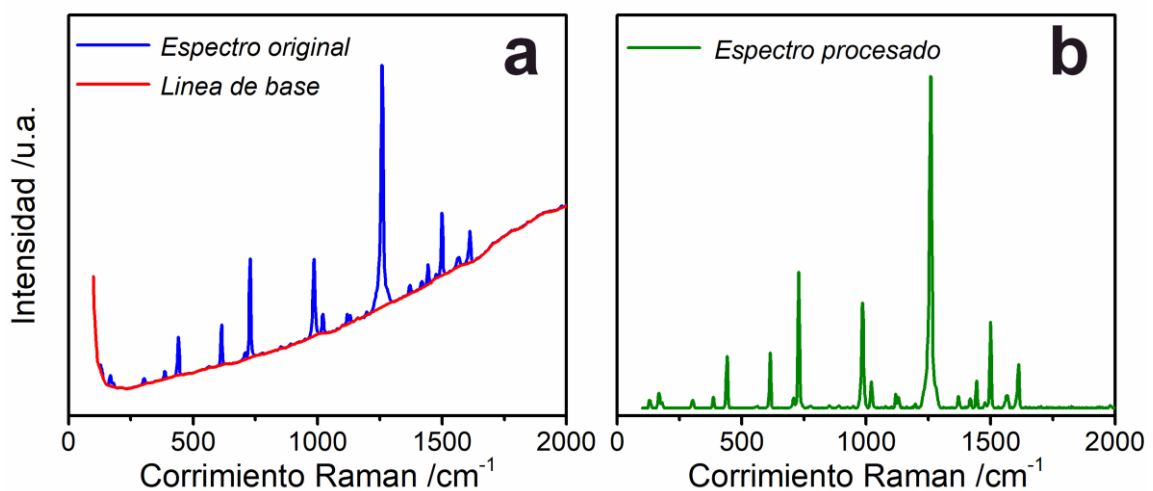 Espectro original
Linea de base
a
Intensidad /u.a.
0 500 1000 1500 2000
Corrimiento Raman /cm⁻¹
Espectro procesado
b
0 500 1000 1500 2000
Corrimiento Raman /cm⁻¹